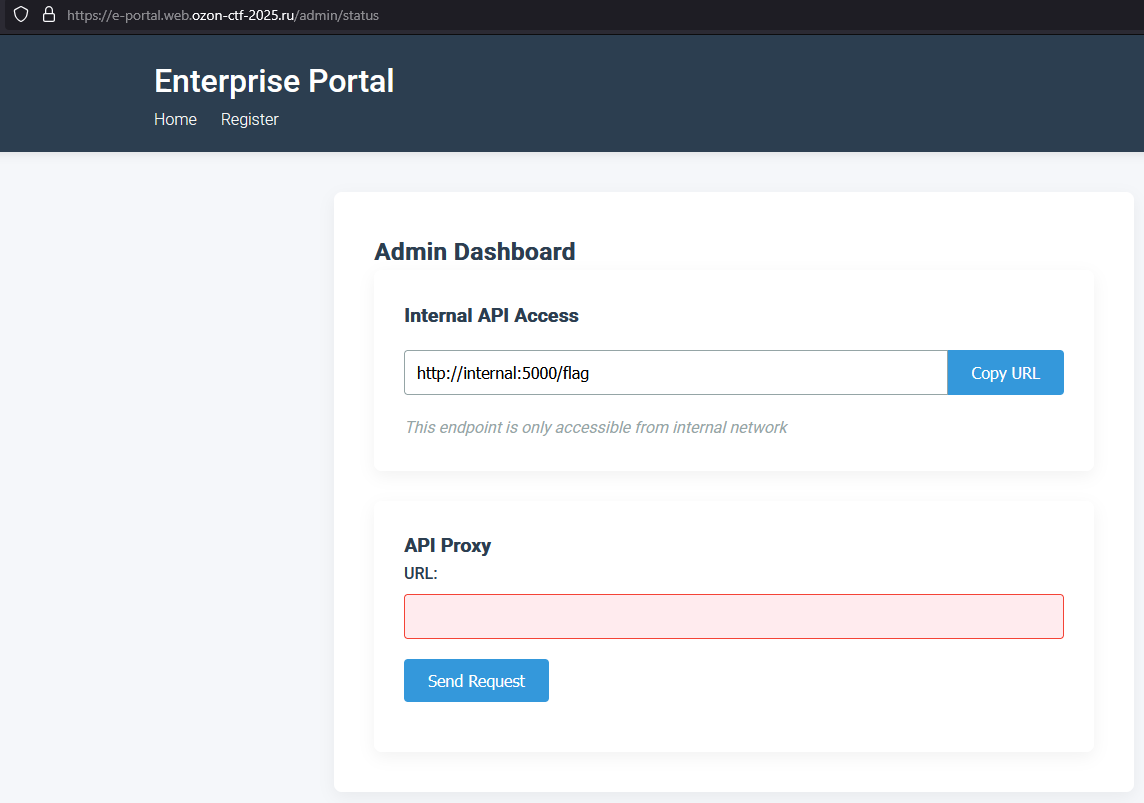 https://e-portal.web.ozon-ctf-2025.ru/admin/status
Enterprise Portal
Home Register
Admin Dashboard
Internal API Access
http://internal:5000/flag Copy URL
This endpoint is only accessible from internal network
API Proxy
URL:
Send Request